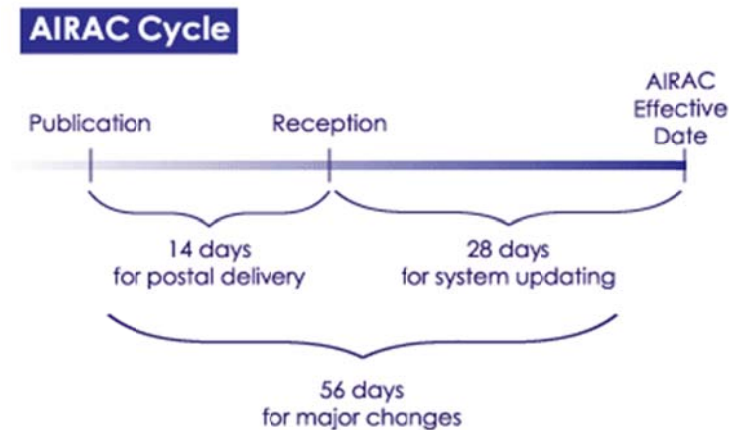 AIRAC Cycle
AIRAC
Effective
Date
Publication
Reception
14 days
for postal delivery
28 days
for system updating
56 days
for major changes